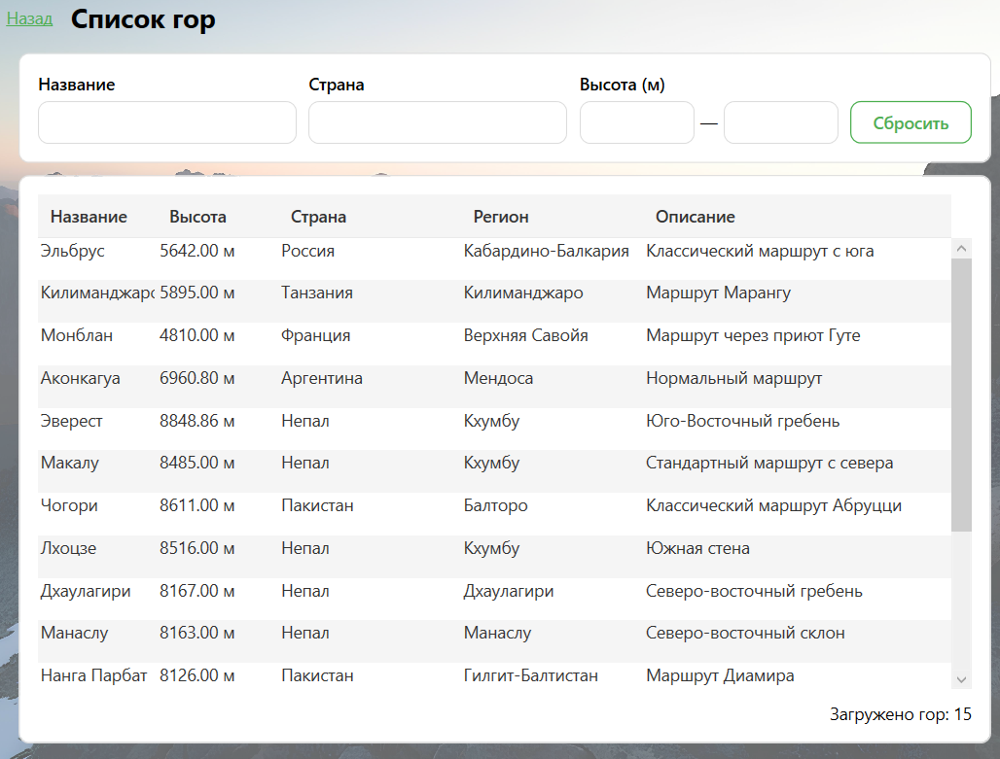 Назад Список гор
Название Страна Высота (м)
— Сбросить
Название Высота Страна Регион Описание
Эльбрус 5642.00 м Россия Кабардино-Балкария Классический маршрут с юга
Килиманджаро 5895.00 м Танзания Килиманджаро Маршрут Марангу
Монблан 4810.00 м Франция Верхняя Савойя Маршрут через приют Гуте
Аконкагуа 6960.80 м Аргентина Мендоса Нормальный маршрут
Эверест 8848.86 м Непал Кхумбу Юго-Восточный гребень
Макалу 8485.00 м Непал Кхумбу Стандартный маршрут с севера
Чогори 8611.00 м Пакистан Балторо Классический маршрут Абруцци
Лхоцзе 8516.00 м Непал Кхумбу Южная стена
Дхаулагири 8167.00 м Непал Дхаулагири Северо-восточный гребень
Манаслу 8163.00 м Непал Манаслу Северо-восточный склон
Нанга Парбат 8126.00 м Пакистан Гилгит-Балтистан Маршрут Диамира
Загружено гор: 15